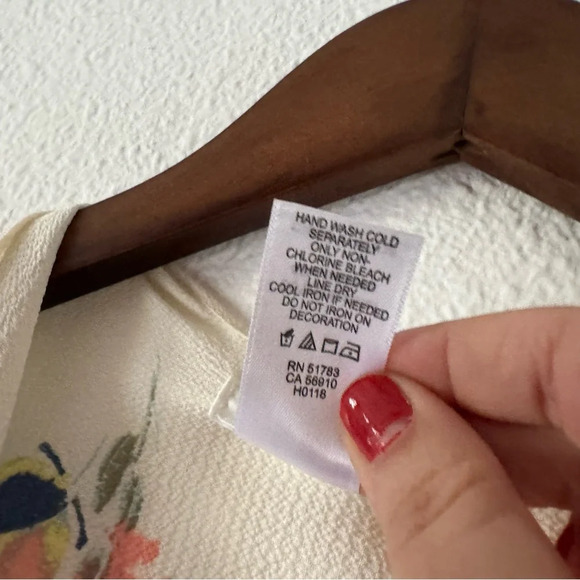 HAND WASH COLD
SEPARATELY
ONLY NON-
CHLORINE BLEACH
WHEN NEEDED
LINE DRY
COOL IRON IF NEEDED
DO NOT IRON ON
DECORATION
RN 51783
CA 56910
H0118